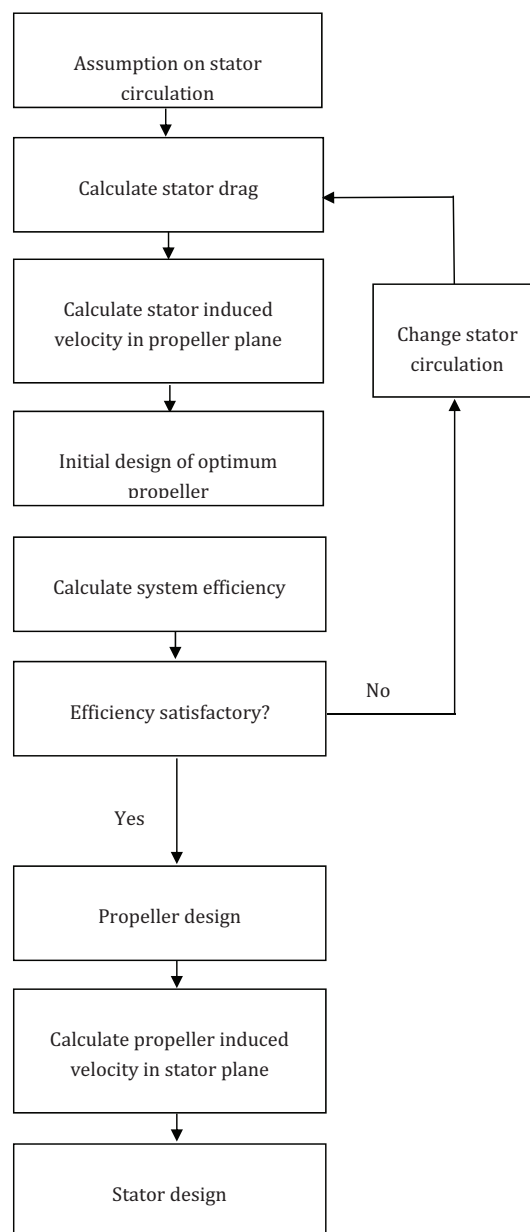 Assumption on stator
circulation
Calculate stator drag
Calculate stator induced
velocity in propeller plane
Change stator
circulation
Initial design of optimum
propeller
Calculate system efficiency
Efficiency satisfactory?
No
Yes
Propeller design
Calculate propeller induced
velocity in stator plane
Stator design